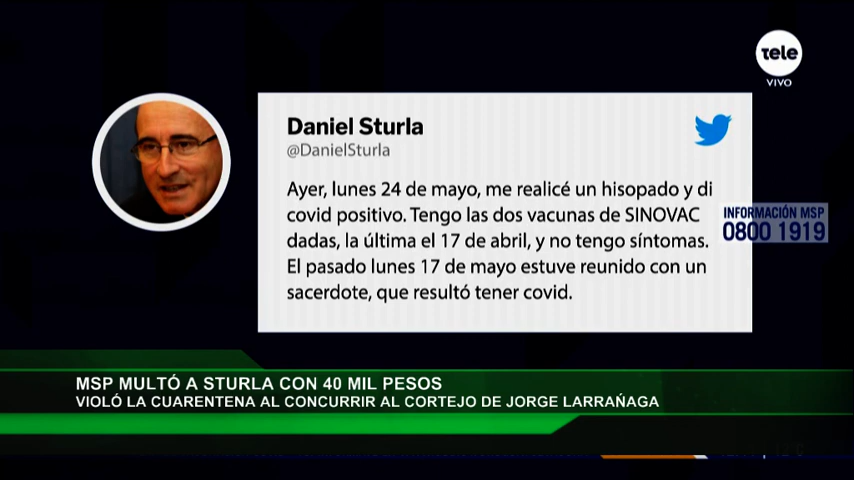 tele
VIVO
Daniel Sturla
@DanielSturla
Ayer, lunes 24 de mayo, me realicé un hisopado y di
covid positivo. Tengo las dos vacunas de SINOVAC
dadas, la última el 17 de abril, y no tengo síntomas.
El pasado lunes 17 de mayo estuve reunido con un
sacerdote, que resultó tener covid.
INFORMACIÓN MSP
0800 1919
MSP MULTÓ A STURLA CON 40 MIL PESOS
VIOLÓ LA CUARENTENA AL CONCURRIR AL CORTEJO DE JORGE LARRAÑAGA